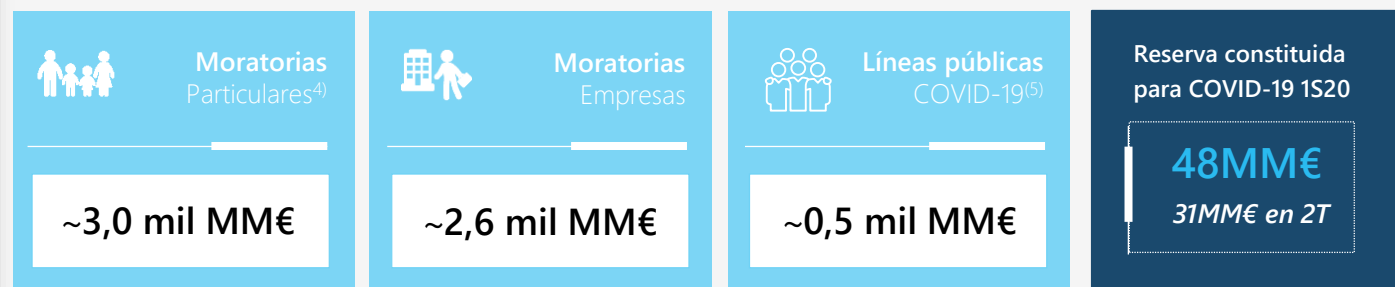 Moratorias
Particulares4)
~3,0 mil MM€
Moratorias
Empresas
~2,6 mil MM€
Líneas públicas
COVID-19(5)
~0,5 mil MM€
Reserva constituida
para COVID-19 1S20
48MM€
31MM€ en 2T